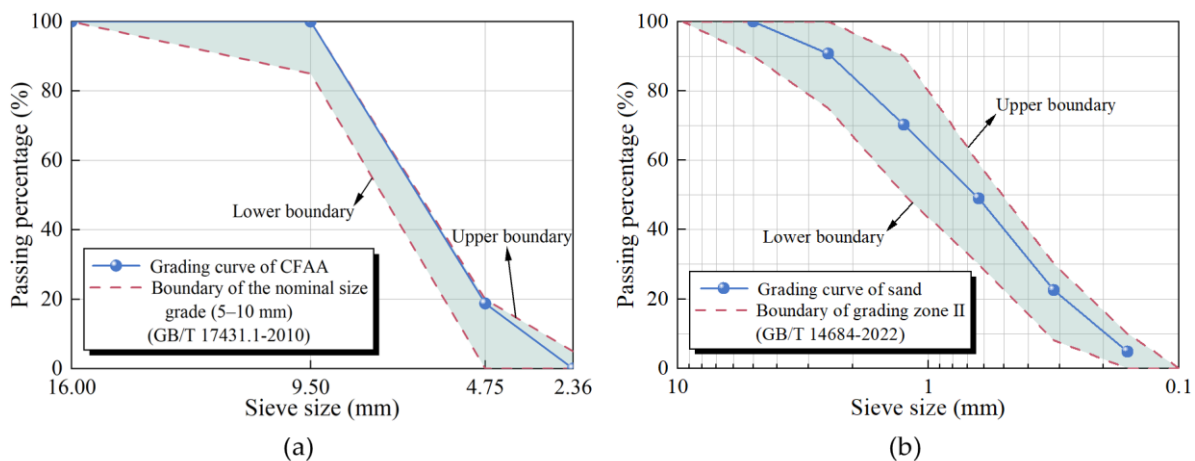 100
80
60
40
20
0
Passing percentage (%)
Lower boundary
Upper boundary
Grading curve of CFAA
Boundary of the nominal size
grade (5–10 mm)
(GB/T 17431.1-2010)
16.00 9.50 4.75 2.36
Sieve size (mm)
(a)
100
80
60
40
20
0
Passing percentage (%)
Upper boundary
Lower boundary
Grading curve of sand
Boundary of grading zone II
(GB/T 14684-2022)
10 1 0.1
Sieve size (mm)
(b)